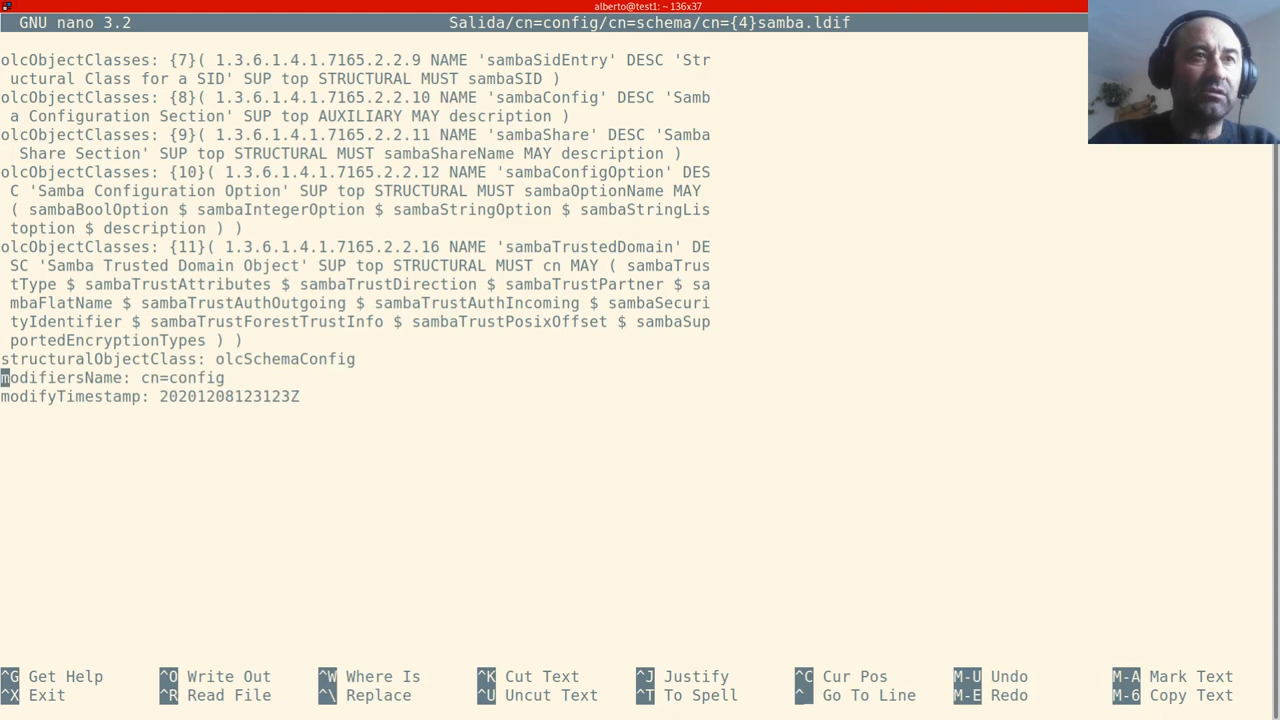 alberto@test1: ~ 136x37
GNU nano 3.2 Salida/cn=config/cn=schema/cn={4}samba.ldif
olcObjectClasses: {7}( 1.3.6.1.4.1.7165.2.2.9 NAME 'sambaSidEntry' DESC 'Str
uctural Class for a SID' SUP top STRUCTURAL MUST sambaSID )
olcObjectClasses: {8}( 1.3.6.1.4.1.7165.2.2.10 NAME 'sambaConfig' DESC 'Samb
a Configuration Section' SUP top AUXILIARY MAY description )
olcObjectClasses: {9}( 1.3.6.1.4.1.7165.2.2.11 NAME 'sambaShare' DESC 'Samba
Share Section' SUP top STRUCTURAL MUST sambaShareName MAY description )
olcObjectClasses: {10}( 1.3.6.1.4.1.7165.2.2.12 NAME 'sambaConfigOption' DES
C 'Samba Configuration Option' SUP top STRUCTURAL MUST sambaOptionName MAY
( sambaBoolOption $ sambaIntegerOption $ sambaStringOption $ sambaStringLis
toption $ description ) )
olcObjectClasses: {11}( 1.3.6.1.4.1.7165.2.2.16 NAME 'sambaTrustedDomain' DE
SC 'Samba Trusted Domain Object' SUP top STRUCTURAL MUST cn MAY ( sambaTrus
tType $ sambaTrustAttributes $ sambaTrustDirection $ sambaTrustPartner $ sa
mbaFlatName $ sambaTrustAuthOutgoing $ sambaTrustAuthIncoming $ sambaSecuri
tyIdentifier $ sambaTrustForestTrustInfo $ sambaTrustPosixOffset $ sambaSup
portedEncryptionTypes ) )
structuralObjectClass: olcSchemaConfig
modifiersName: cn=config
modifyTimestamp: 20201208123123Z
^G Get Help ^O Write Out ^W Where Is ^K Cut Text ^J Justify ^C Cur Pos M-U Undo M-A Mark Text
^X Exit ^R Read File ^\ Replace ^U Uncut Text ^T To Spell ^_ Go To Line M-E Redo M-6 Copy Text